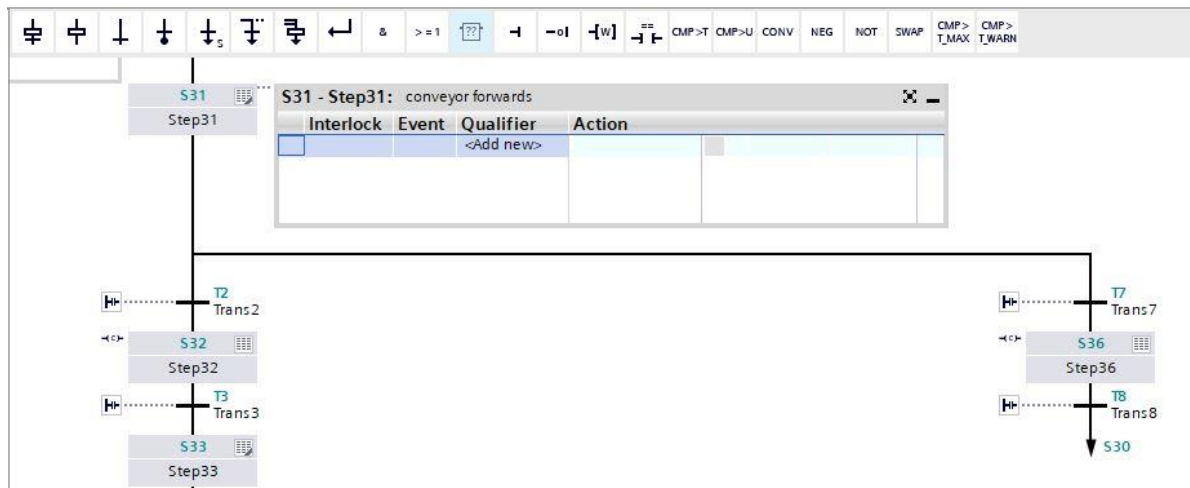 s & >=1 ?? [W] == CMP>T CMP>U CONV NEG NOT SWAP CMP> T_MAX CMP> T_WARN
S31
Step31
S31 - Step31: conveyor forwards
Interlock Event Qualifier Action
<Add new>
T2
Trans2
T7
Trans7
(C)
S32
Step32
(C)
S36
Step36
T3
Trans3
T8
Trans8
S33
Step33
S30